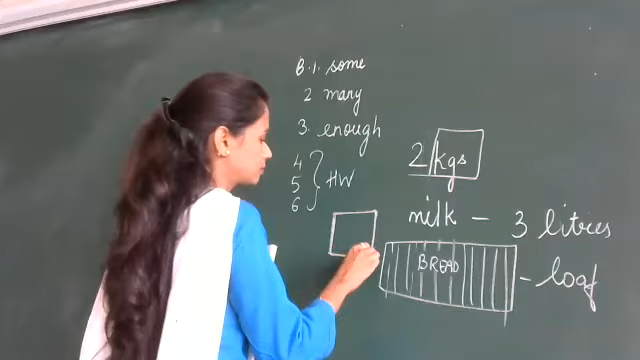 B.1. some
2 many
3. enough
4
5
6
HW
2 kgs
milk - 3 litres
BREAD - loaf